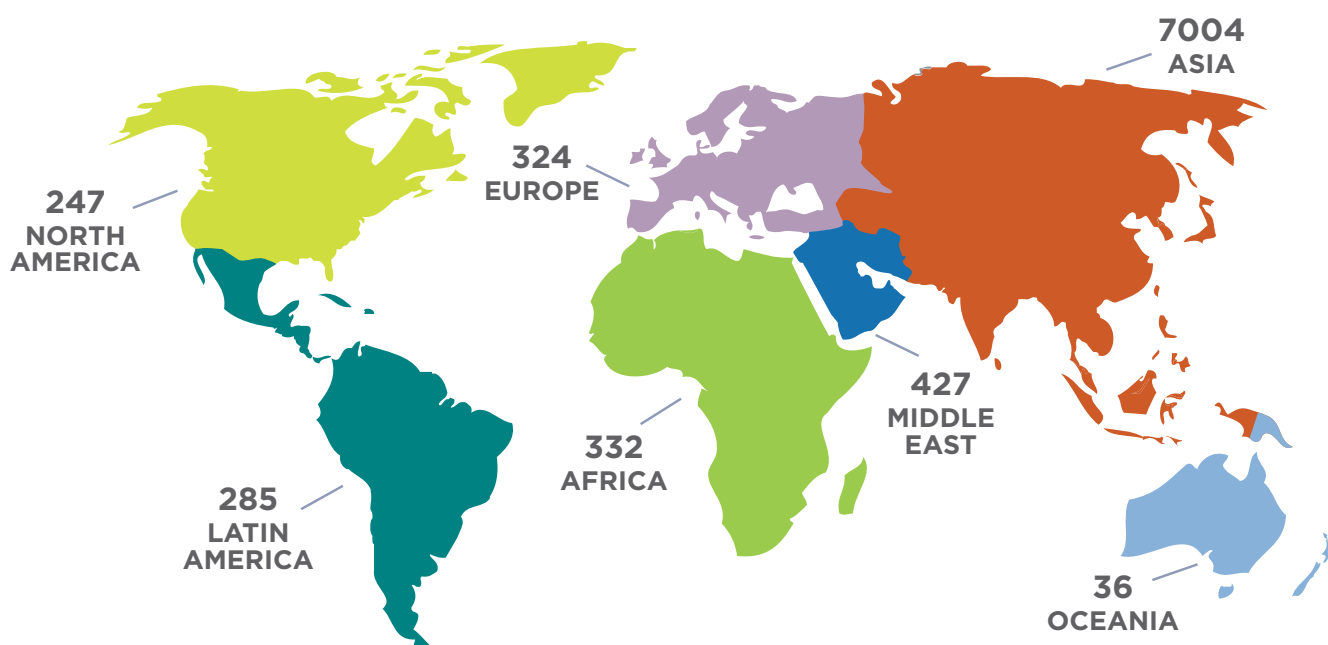 7004
ASIA
324
EUROPE
247
NORTH
AMERICA
427
MIDDLE
EAST
332
AFRICA
285
LATIN
AMERICA
36
OCEANIA